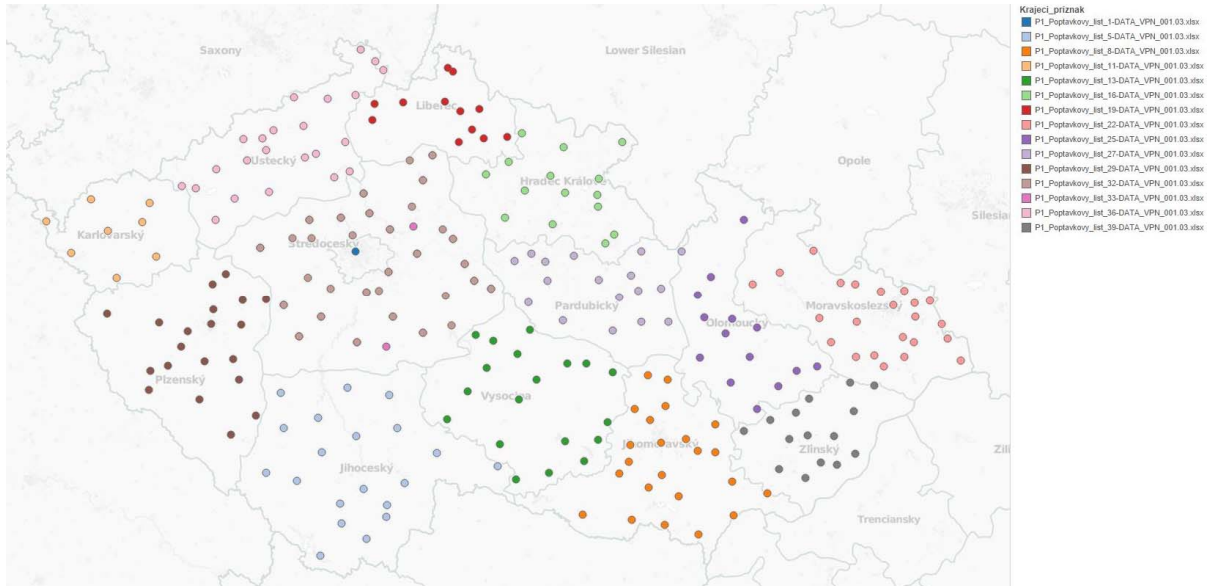 Krajeci_priznak
P1_Poptavkovy_list_1-DATA_VPN_001.03.xlsx
P1_Poptavkovy_list_5-DATA_VPN_001.03.xlsx
P1_Poptavkovy_list_8-DATA_VPN_001.03.xlsx
P1_Poptavkovy_list_11-DATA_VPN_001.03.xlsx
P1_Poptavkovy_list_13-DATA_VPN_001.03.xlsx
P1_Poptavkovy_list_16-DATA_VPN_001.03.xlsx
P1_Poptavkovy_list_19-DATA_VPN_001.03.xlsx
P1_Poptavkovy_list_22-DATA_VPN_001.03.xlsx
P1_Poptavkovy_list_25-DATA_VPN_001.03.xlsx
P1_Poptavkovy_list_27-DATA_VPN_001.03.xlsx
P1_Poptavkovy_list_29-DATA_VPN_001.03.xlsx
P1_Poptavkovy_list_32-DATA_VPN_001.03.xlsx
P1_Poptavkovy_list_33-DATA_VPN_001.03.xlsx
P1_Poptavkovy_list_36-DATA_VPN_001.03.xlsx
P1_Poptavkovy_list_39-DATA_VPN_001.03.xlsx
Saxony
Lower Silesian
Liberec
Ustecký
Opole
Hradec Králové
Silesian
Karlovarský
Stredocesky
Pardubický
Moravskoslezský
Olomoucký
Plzenský
Vysocina
Jihomoravský
Zlínský
Jihoceský
Trenciansky